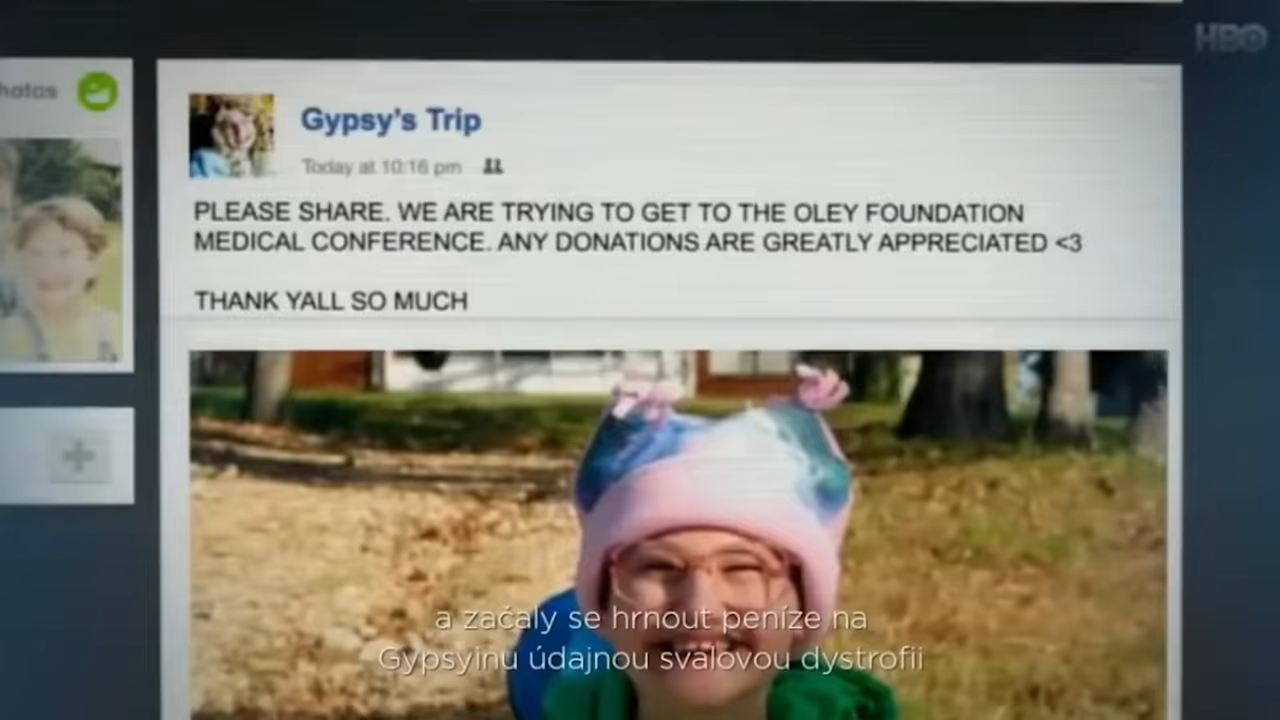 HBO
hotos
Gypsy's Trip
Today at 10:16 pm
PLEASE SHARE. WE ARE TRYING TO GET TO THE OLEY FOUNDATION
MEDICAL CONFERENCE. ANY DONATIONS ARE GREATLY APPRECIATED <3
THANK YALL SO MUCH
a začaly se hrnout peníze na
Gypsyinu údajnou svalovou dystrofii